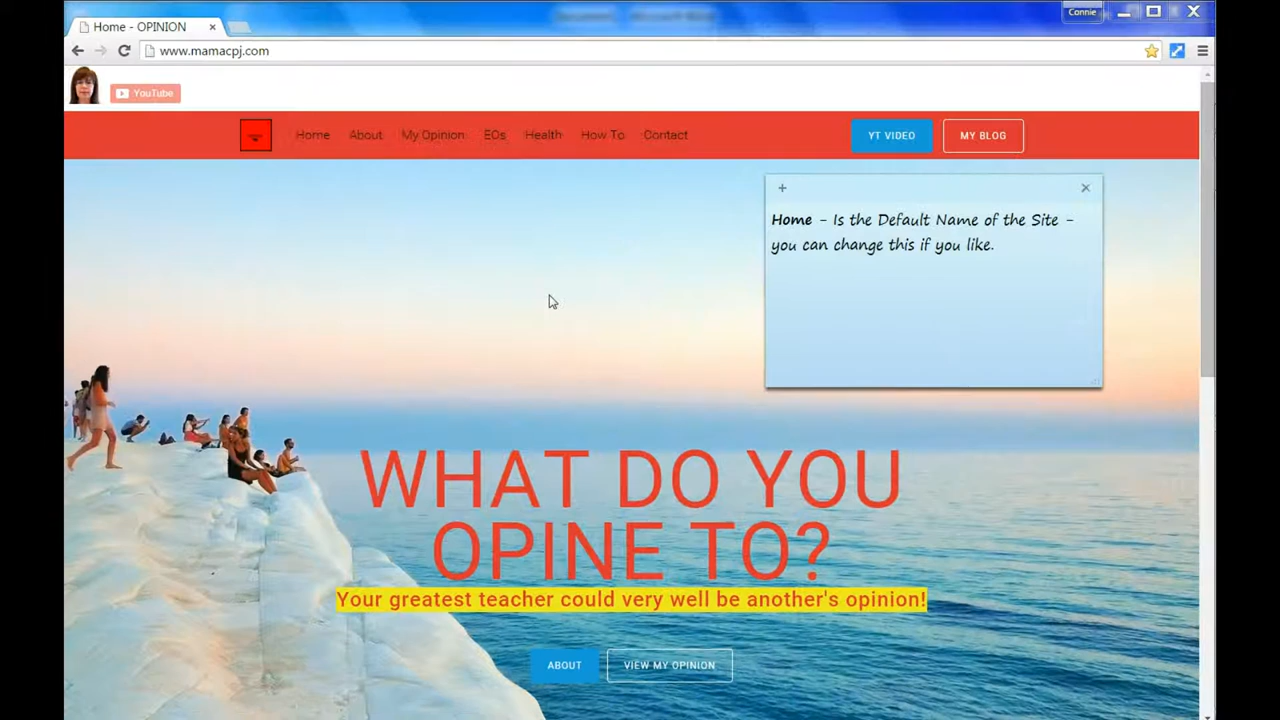 Connie
Home - OPINION
www.mamacpj.com
YouTube
Home About My Opinion EOs Health How To Contact
YT VIDEO MY BLOG
Home - Is the Default Name of the Site -
you can change this if you like.
WHAT DO YOU
OPINE TO?
Your greatest teacher could very well be another's opinion!
ABOUT VIEW MY OPINION